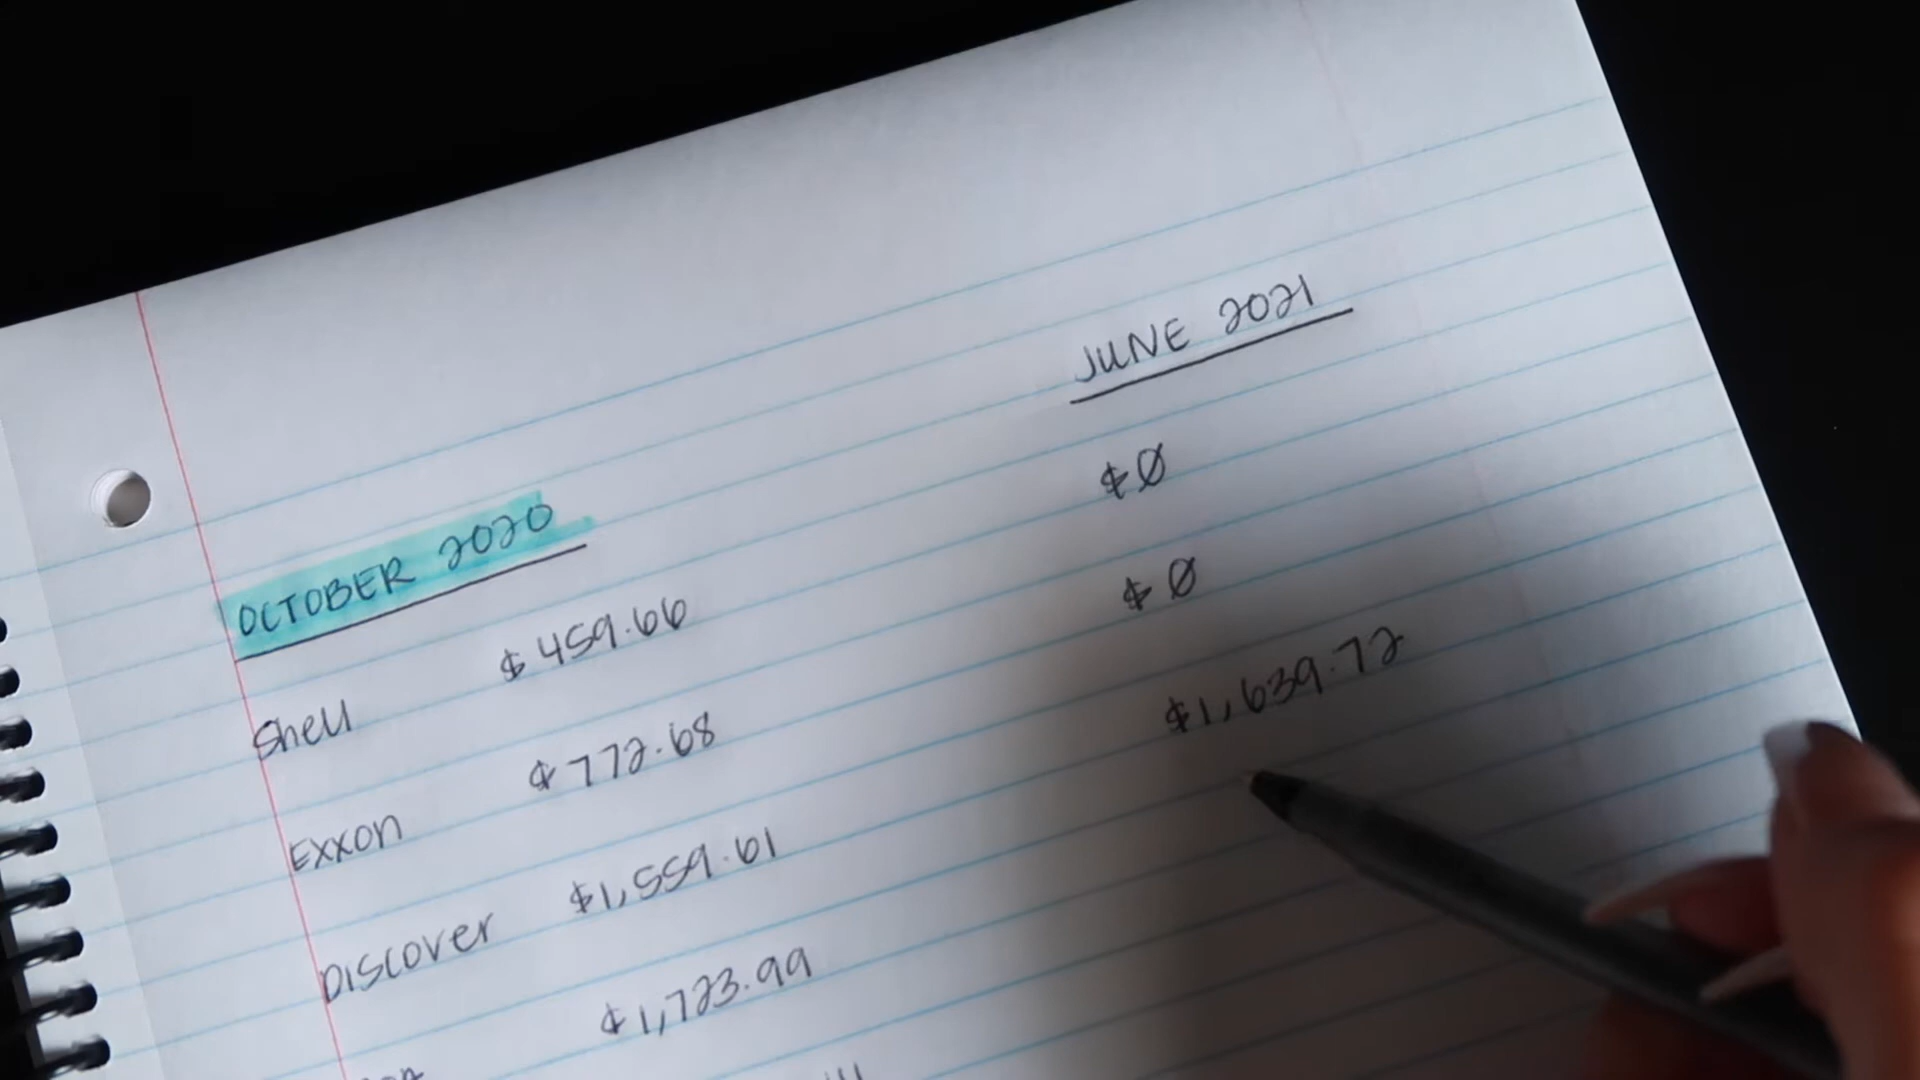 OCTOBER 2020 JUNE 2021
Shell $459.66 $0
Exxon $772.68 $0
Discover $1,559.61 $1,639.72
$1,723.99